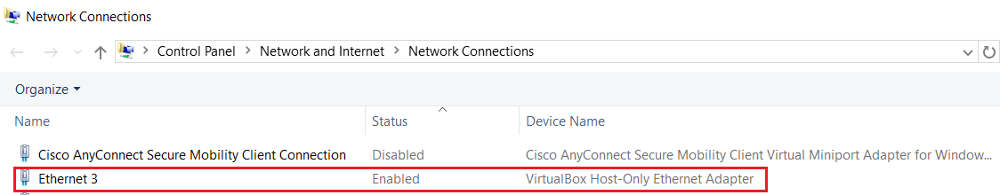 Network Connections
Control Panel > Network and Internet > Network Connections
Organize
Name Status Device Name
Cisco AnyConnect Secure Mobility Client Connection Disabled Cisco AnyConnect Secure Mobility Client Virtual Miniport Adapter for Window...
Ethernet 3 Enabled VirtualBox Host-Only Ethernet Adapter